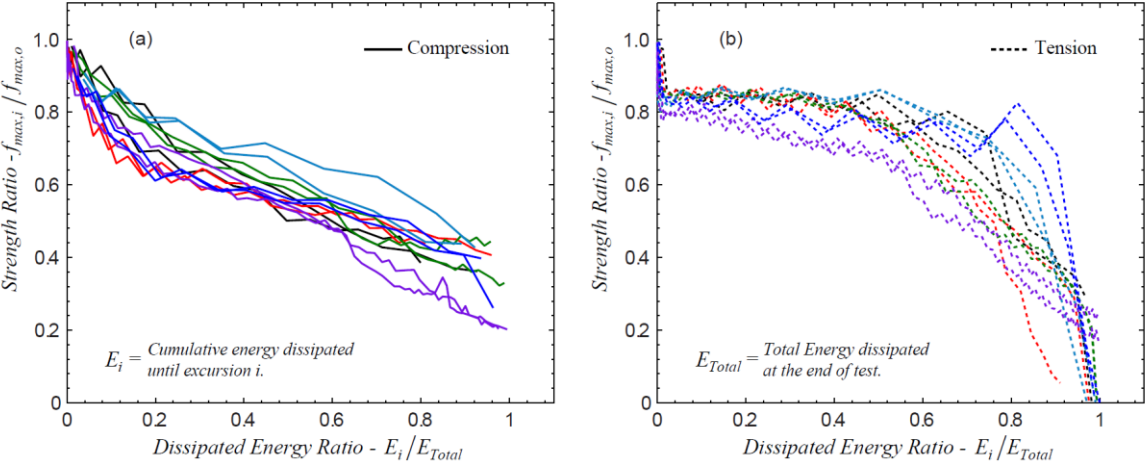 (a)
Compression
Strength Ratio - f_max,i / f_max,o
1.0
0.8
0.6
0.4
0.2
0
E_i = Cumulative energy dissipated
until excursion i.
0 0.2 0.4 0.6 0.8 1
Dissipated Energy Ratio - E_i/E_Total
(b)
Tension
Strength Ratio - f_max,i / f_max,o
1.0
0.8
0.6
0.4
0.2
0
E_Total = Total Energy dissipated
at the end of test.
0 0.2 0.4 0.6 0.8 1
Dissipated Energy Ratio - E_i/E_Total